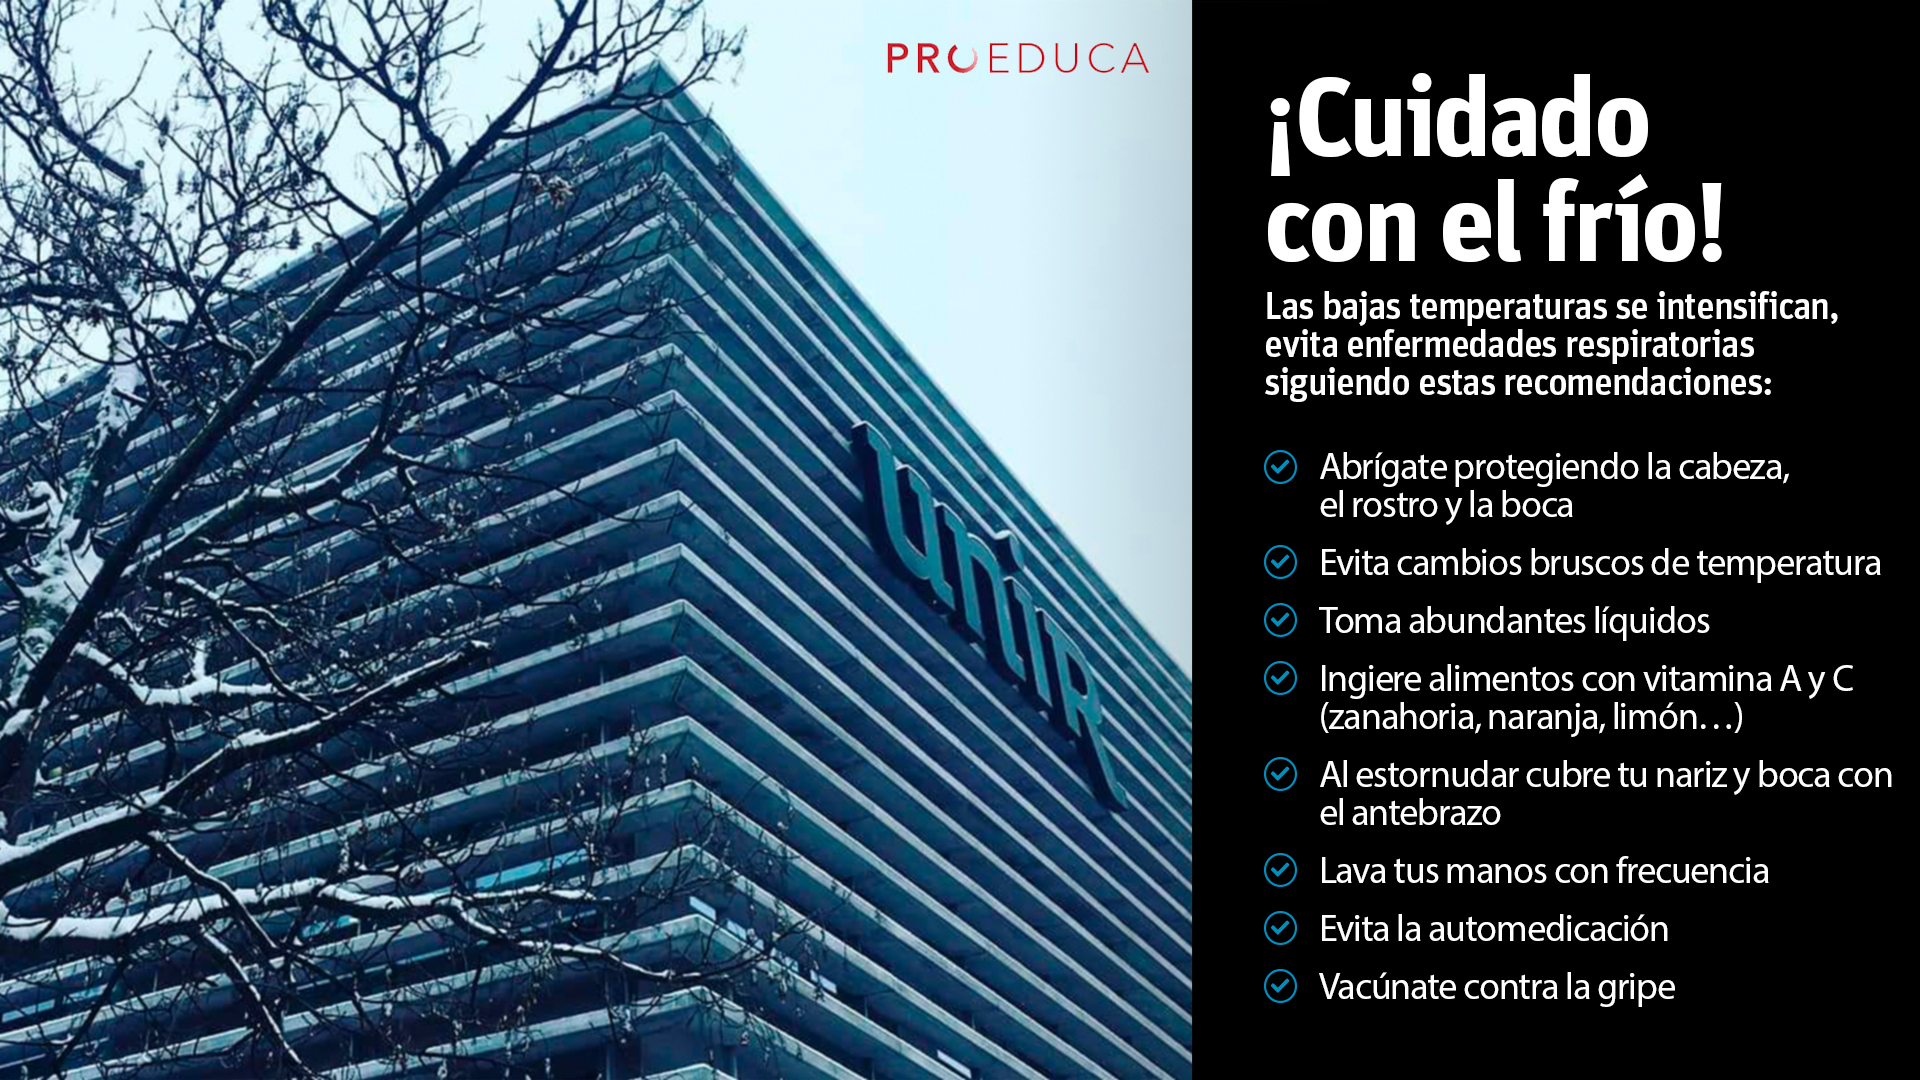 PROEDUCA
unir
¡Cuidado
con el frío!
Las bajas temperaturas se intensifican,
evita enfermedades respiratorias
siguiendo estas recomendaciones:
Abrígate protegiendo la cabeza,
el rostro y la boca
Evita cambios bruscos de temperatura
Toma abundantes líquidos
Ingiere alimentos con vitamina A y C
(zanahoria, naranja, limón…)
Al estornudar cubre tu nariz y boca con
el antebrazo
Lava tus manos con frecuencia
Evita la automedicación
Vacúnate contra la gripe